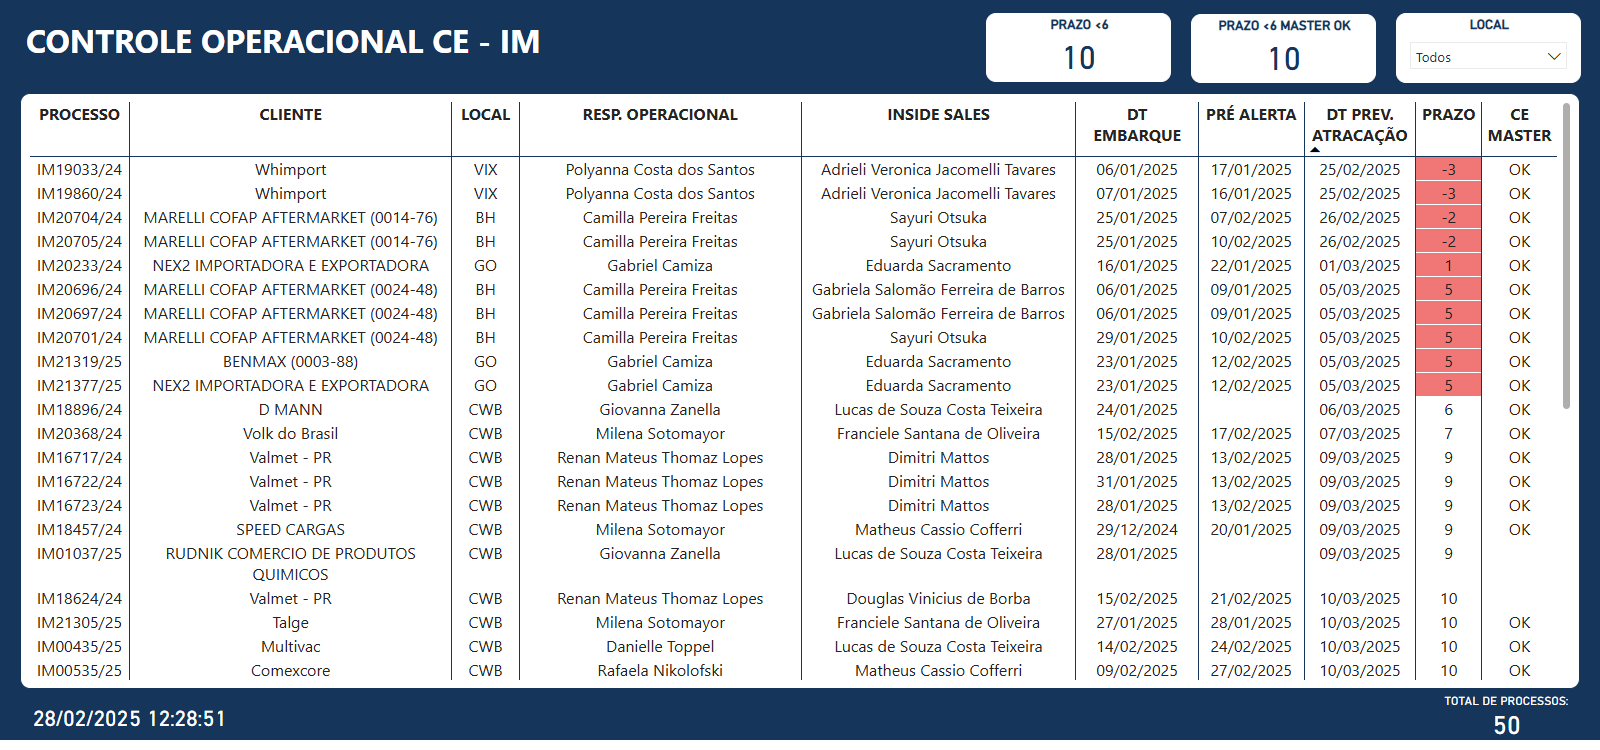 CONTROLE OPERACIONAL CE - IM
PRAZO <6
10
PRAZO <6 MASTER OK
10
LOCAL
Todos
PROCESSO CLIENTE LOCAL RESP. OPERACIONAL INSIDE SALES DT EMBARQUE PRÉ ALERTA DT PREV. ATRACAÇÃO PRAZO CE MASTER
IM19033/24 Whimport VIX Polyanna Costa dos Santos Adrieli Veronica Jacomelli Tavares 06/01/2025 17/01/2025 25/02/2025 -3 OK
IM19860/24 Whimport VIX Polyanna Costa dos Santos Adrieli Veronica Jacomelli Tavares 07/01/2025 16/01/2025 25/02/2025 -3 OK
IM20704/24 MARELLI COFAP AFTERMARKET (0014-76) BH Camilla Pereira Freitas Sayuri Otsuka 25/01/2025 07/02/2025 26/02/2025 -2 OK
IM20705/24 MARELLI COFAP AFTERMARKET (0014-76) BH Camilla Pereira Freitas Sayuri Otsuka 25/01/2025 10/02/2025 26/02/2025 -2 OK
IM20233/24 NEX2 IMPORTADORA E EXPORTADORA GO Gabriel Camiza Eduarda Sacramento 16/01/2025 22/01/2025 01/03/2025 1 OK
IM20696/24 MARELLI COFAP AFTERMARKET (0024-48) BH Camilla Pereira Freitas Gabriela Salomão Ferreira de Barros 06/01/2025 09/01/2025 05/03/2025 5 OK
IM20697/24 MARELLI COFAP AFTERMARKET (0024-48) BH Camilla Pereira Freitas Gabriela Salomão Ferreira de Barros 06/01/2025 09/01/2025 05/03/2025 5 OK
IM20701/24 MARELLI COFAP AFTERMARKET (0024-48) BH Camilla Pereira Freitas Sayuri Otsuka 29/01/2025 10/02/2025 05/03/2025 5 OK
IM21319/25 BENMAX (0003-88) GO Gabriel Camiza Eduarda Sacramento 23/01/2025 12/02/2025 05/03/2025 5 OK
IM21377/25 NEX2 IMPORTADORA E EXPORTADORA GO Gabriel Camiza Eduarda Sacramento 23/01/2025 12/02/2025 05/03/2025 5 OK
IM18896/24 D MANN CWB Giovanna Zanella Lucas de Souza Costa Teixeira 24/01/2025 06/03/2025 6 OK
IM20368/24 Volk do Brasil CWB Milena Sotomayor Franciele Santana de Oliveira 15/02/2025 17/02/2025 07/03/2025 7 OK
IM16717/24 Valmet - PR CWB Renan Mateus Thomaz Lopes Dimitri Mattos 28/01/2025 13/02/2025 09/03/2025 9 OK
IM16722/24 Valmet - PR CWB Renan Mateus Thomaz Lopes Dimitri Mattos 31/01/2025 13/02/2025 09/03/2025 9 OK
IM16723/24 Valmet - PR CWB Renan Mateus Thomaz Lopes Dimitri Mattos 28/01/2025 13/02/2025 09/03/2025 9 OK
IM18457/24 SPEED CARGAS CWB Milena Sotomayor Matheus Cassio Cofferri 29/12/2024 20/01/2025 09/03/2025 9 OK
IM01037/25 RUDNIK COMERCIO DE PRODUTOS QUIMICOS CWB Giovanna Zanella Lucas de Souza Costa Teixeira 28/01/2025 09/03/2025 9
IM18624/24 Valmet - PR CWB Renan Mateus Thomaz Lopes Douglas Vinicius de Borba 15/02/2025 21/02/2025 10/03/2025 10
IM21305/25 Talge CWB Milena Sotomayor Franciele Santana de Oliveira 27/01/2025 28/01/2025 10/03/2025 10 OK
IM00435/25 Multivac CWB Danielle Toppel Lucas de Souza Costa Teixeira 14/02/2025 24/02/2025 10/03/2025 10 OK
IM00535/25 Comexcore CWB Rafaela Nikolofski Matheus Cassio Cofferri 09/02/2025 27/02/2025 10/03/2025 10 OK
28/02/2025 12:28:51
TOTAL DE PROCESSOS:
50